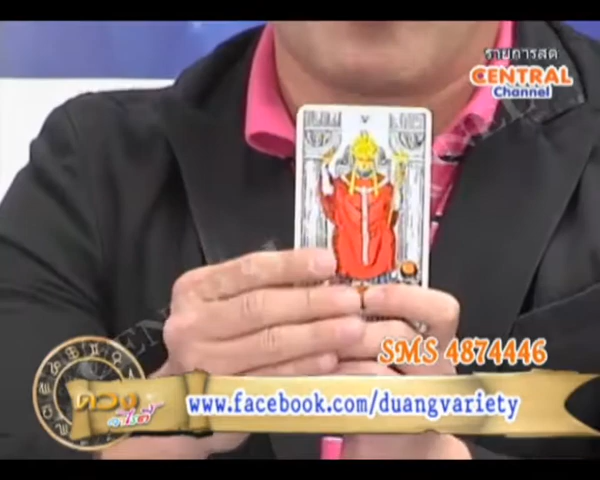 รายการสด
CENTRAL
Channel
V
SMS 4874446
ดวง
วาไรตี้
www.facebook.com/duangvariety